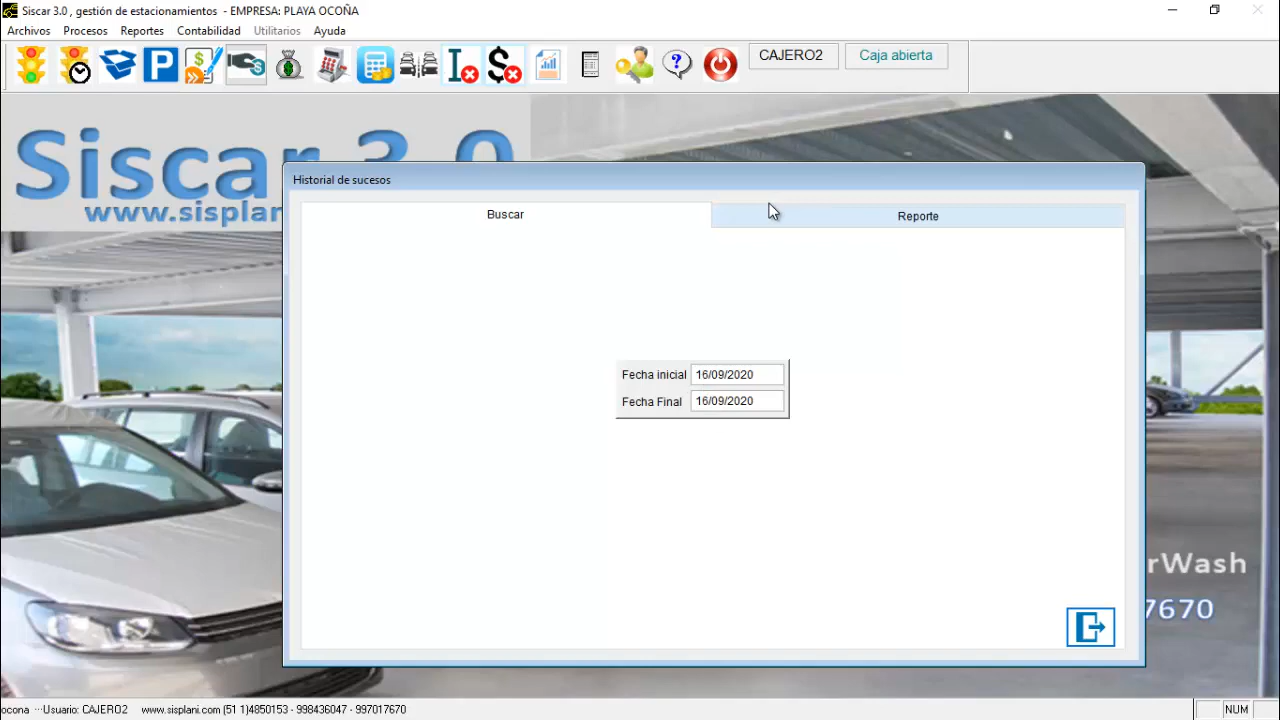 Siscar 3.0 , gestión de estacionamientos - EMPRESA: PLAYA OCOÑA
Archivos Procesos Reportes Contabilidad Utilitarios Ayuda
CAJERO2 Caja abierta
Siscar 3.0
www.sisplani
Historial de sucesos
Buscar Reporte
Fecha inicial 16/09/2020
Fecha Final 16/09/2020
rWash
7670
ocona ··Usuario: CAJERO2 www.sisplani.com (51 1)4850153 - 998436047 - 997017670 NUM